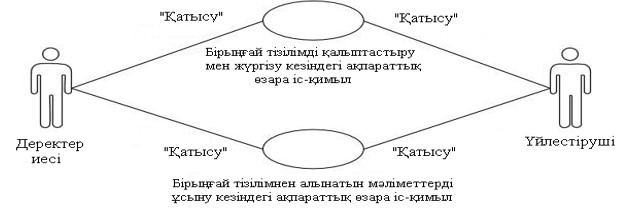 "Қатысу" "Қатысу"
Бірыңғай тізілімді қалыптастыру
мен жүргізу кезіндегі ақпараттық
өзара іс-қимыл
Деректер
иесі
Үйлестіруші
"Қатысу" "Қатысу"
Бірыңғай тізілімнен алынатын мәліметтерді
ұсыну кезіндегі ақпараттық өзара іс-қимыл